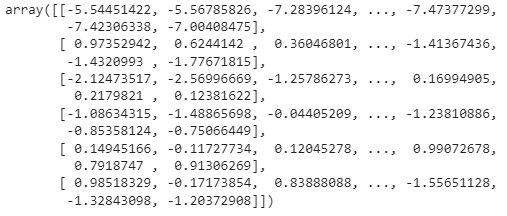 array([[-5.54451422, -5.56785826, -7.28396124, ..., -7.47377299,
-7.42306338, -7.00408475],
[ 0.97352942, 0.6244142 , 0.36046801, ..., -1.41367436,
-1.4320993 , -1.77671815],
[-2.12473517, -2.56996669, -1.25786273, ..., 0.16994905,
0.2179821 , 0.12381622],
[-1.08634315, -1.48865698, -0.04405209, ..., -1.23810886,
-0.85358124, -0.75066449],
[ 0.14945166, -0.11727734, 0.12045278, ..., 0.99072678,
0.7918747 , 0.91306269],
[ 0.98518329, -0.17173854, 0.83888088, ..., -1.55651128,
-1.32843098, -1.20372908]])